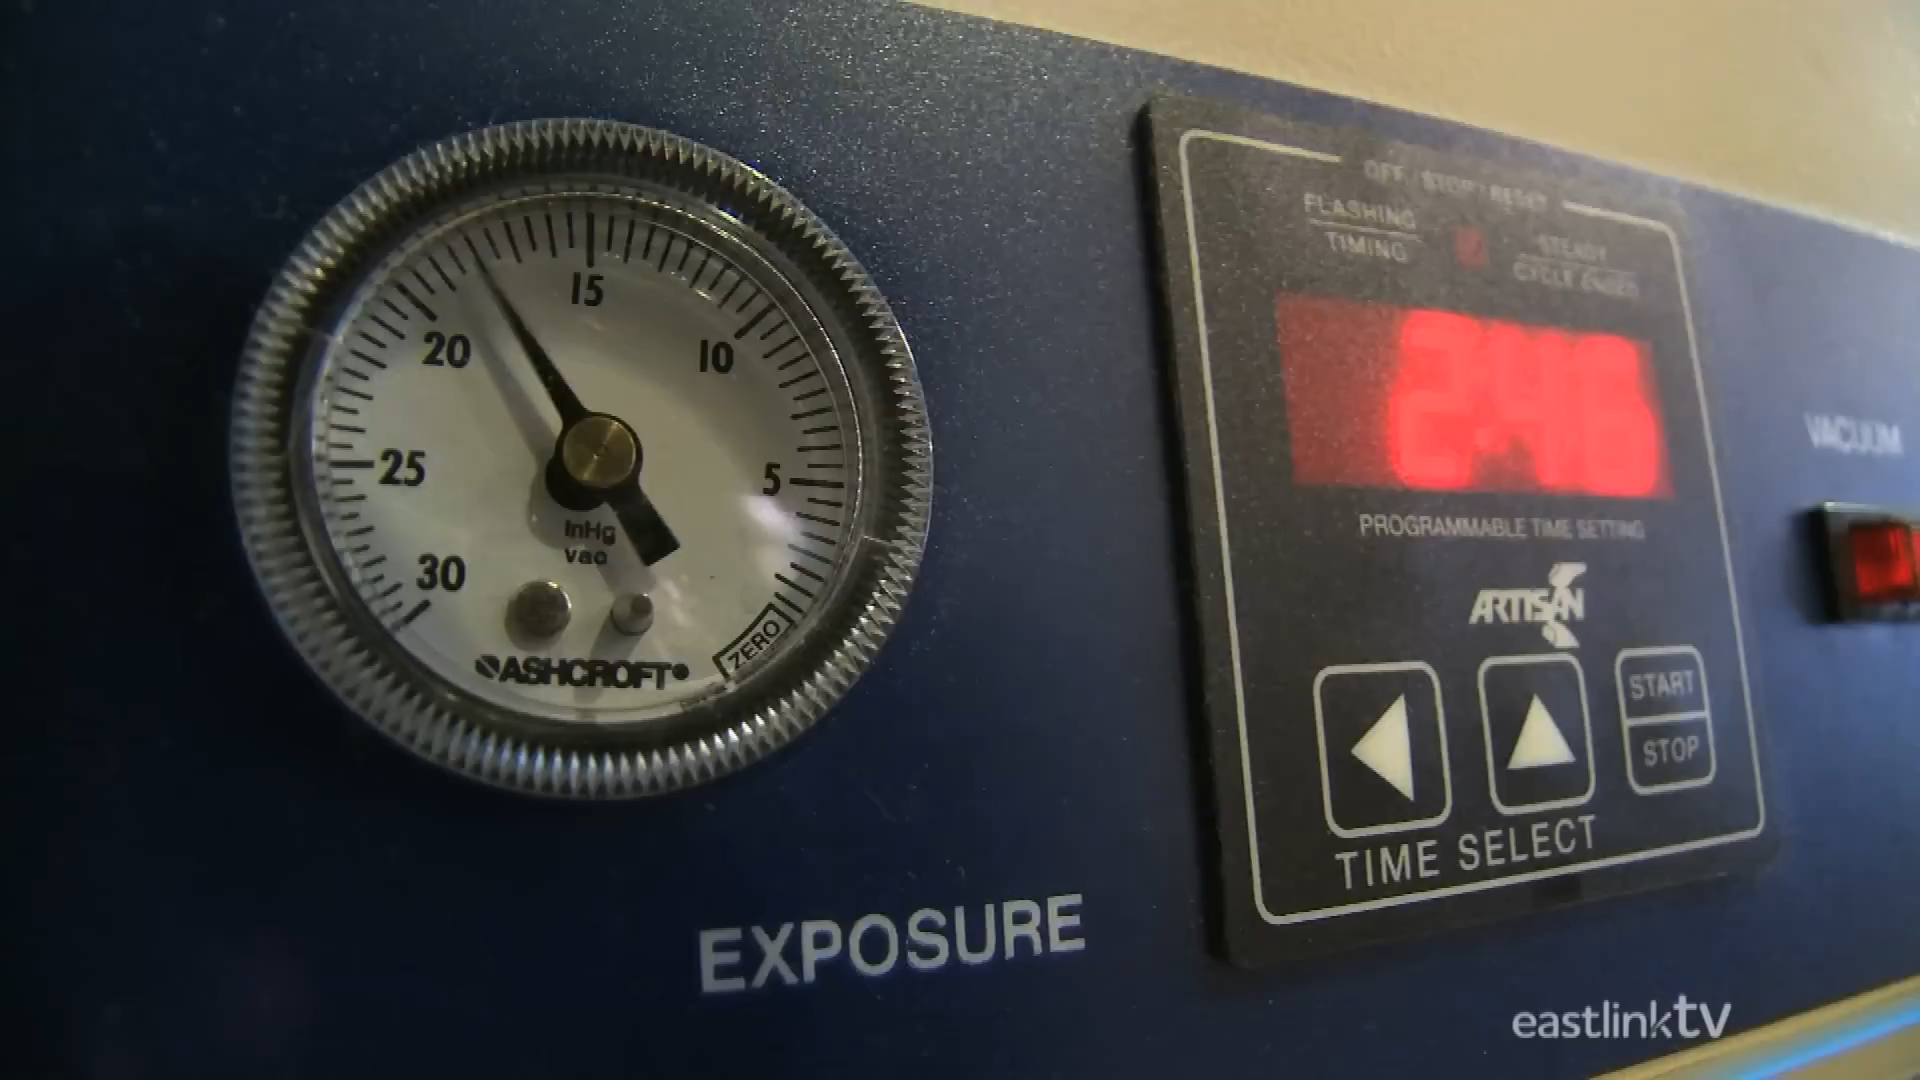 15
20
10
25
5
30
InHg
vac
ASHCROFT
ZERO
EXPOSURE
OFF / STOP / RESET
FLASHING
TIMING
STEADY
CYCLE ENDED
PROGRAMMABLE TIME SETTING
ARTISAN
START
STOP
TIME SELECT
VACUUM
eastlinktv